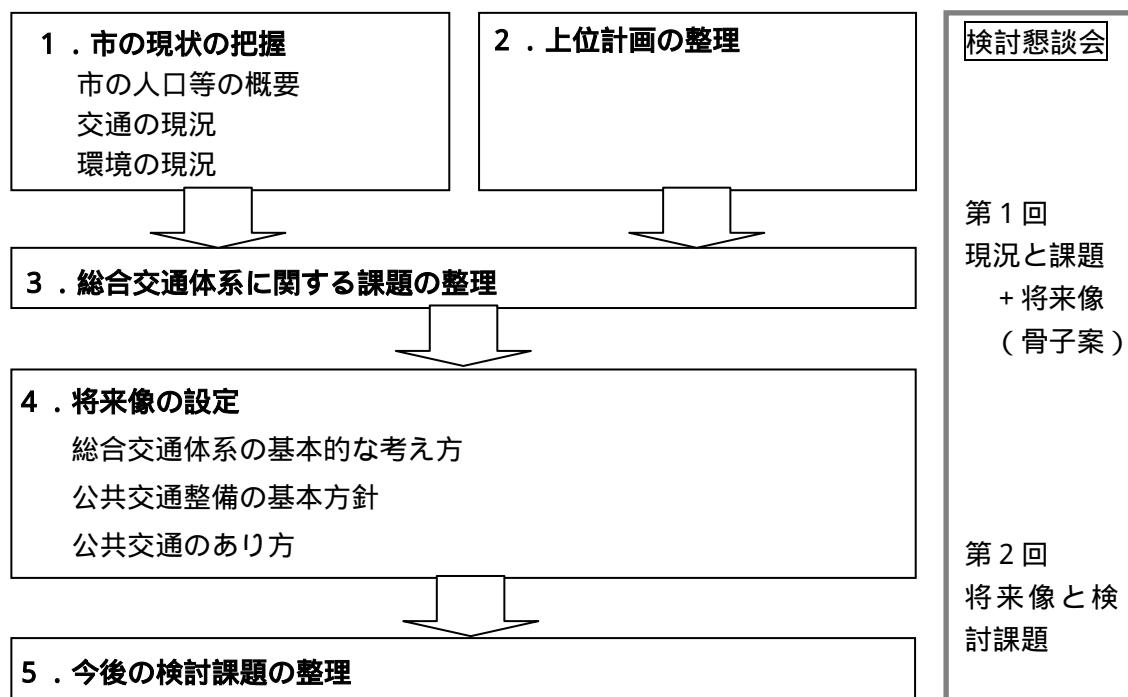 １．市の現状の把握
市の人口等の概要
交通の現況
環境の現況
２．上位計画の整理
３．総合交通体系に関する課題の整理
４．将来像の設定
総合交通体系の基本的な考え方
公共交通整備の基本方針
公共交通のあり方
５．今後の検討課題の整理
検討懇談会
第１回
現況と課題
＋将来像
（骨子案）
第２回
将来像と検
討課題